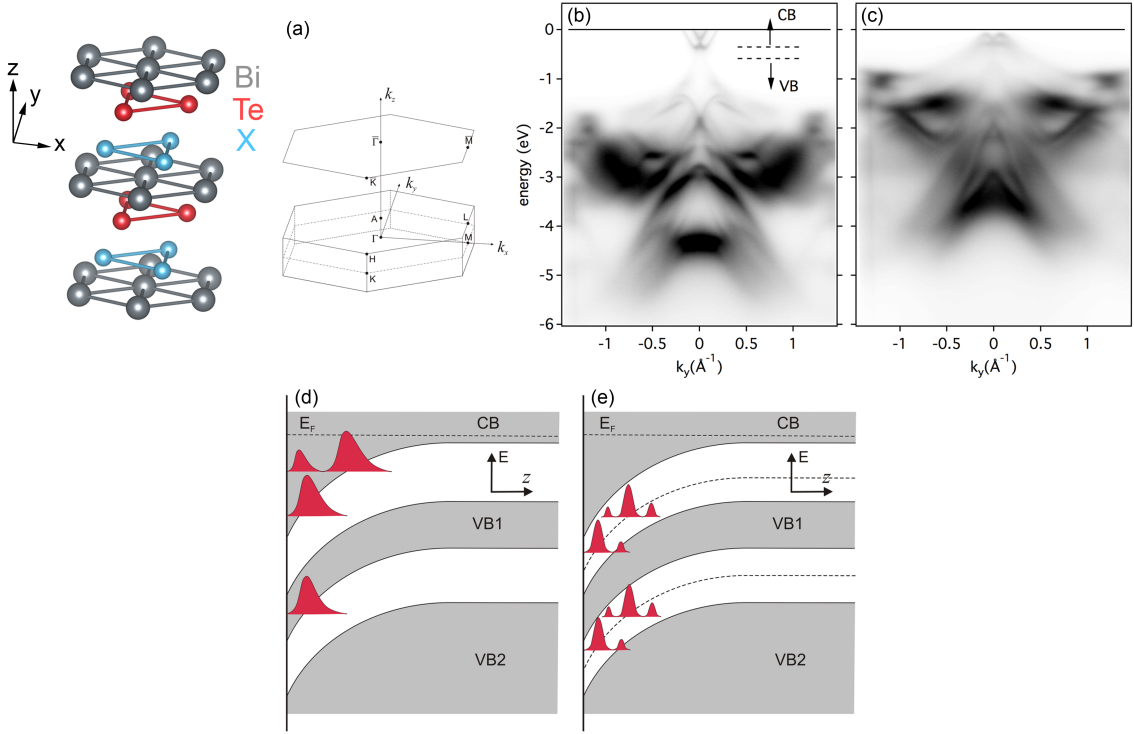 (a)
z
y
x
Bi
Te
X
k_z
Γ̅
M̅
K̅
k_y
A
L
Γ
M
k_x
H
K
(b)
CB
VB
energy (eV)
0
-1
-2
-3
-4
-5
-6
-1
-0.5
0
0.5
1
k_y(Å⁻¹)
(c)
-1
-0.5
0
0.5
1
k_y(Å⁻¹)
(d)
E_F
CB
E
z
VB1
VB2
(e)
E_F
CB
E
z
VB1
VB2